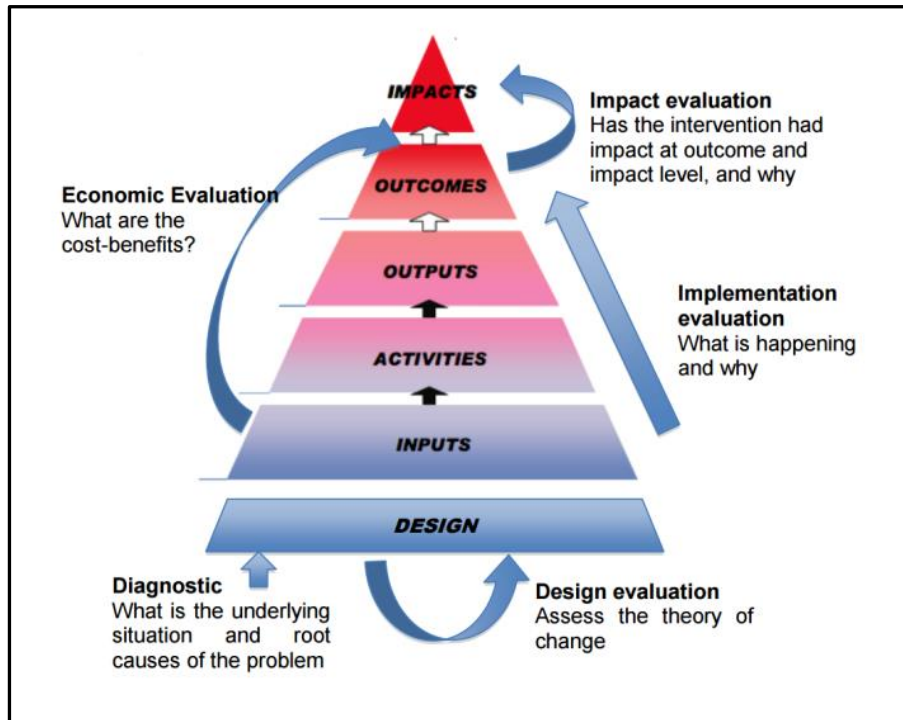 IMPACTS
Impact evaluation
Has the intervention had
impact at outcome and
impact level, and why
OUTCOMES
Economic Evaluation
What are the
cost-benefits?
OUTPUTS
Implementation
evaluation
What is happening
and why
ACTIVITIES
INPUTS
DESIGN
Diagnostic
What is the underlying
situation and root
causes of the problem
Design evaluation
Assess the theory of
change